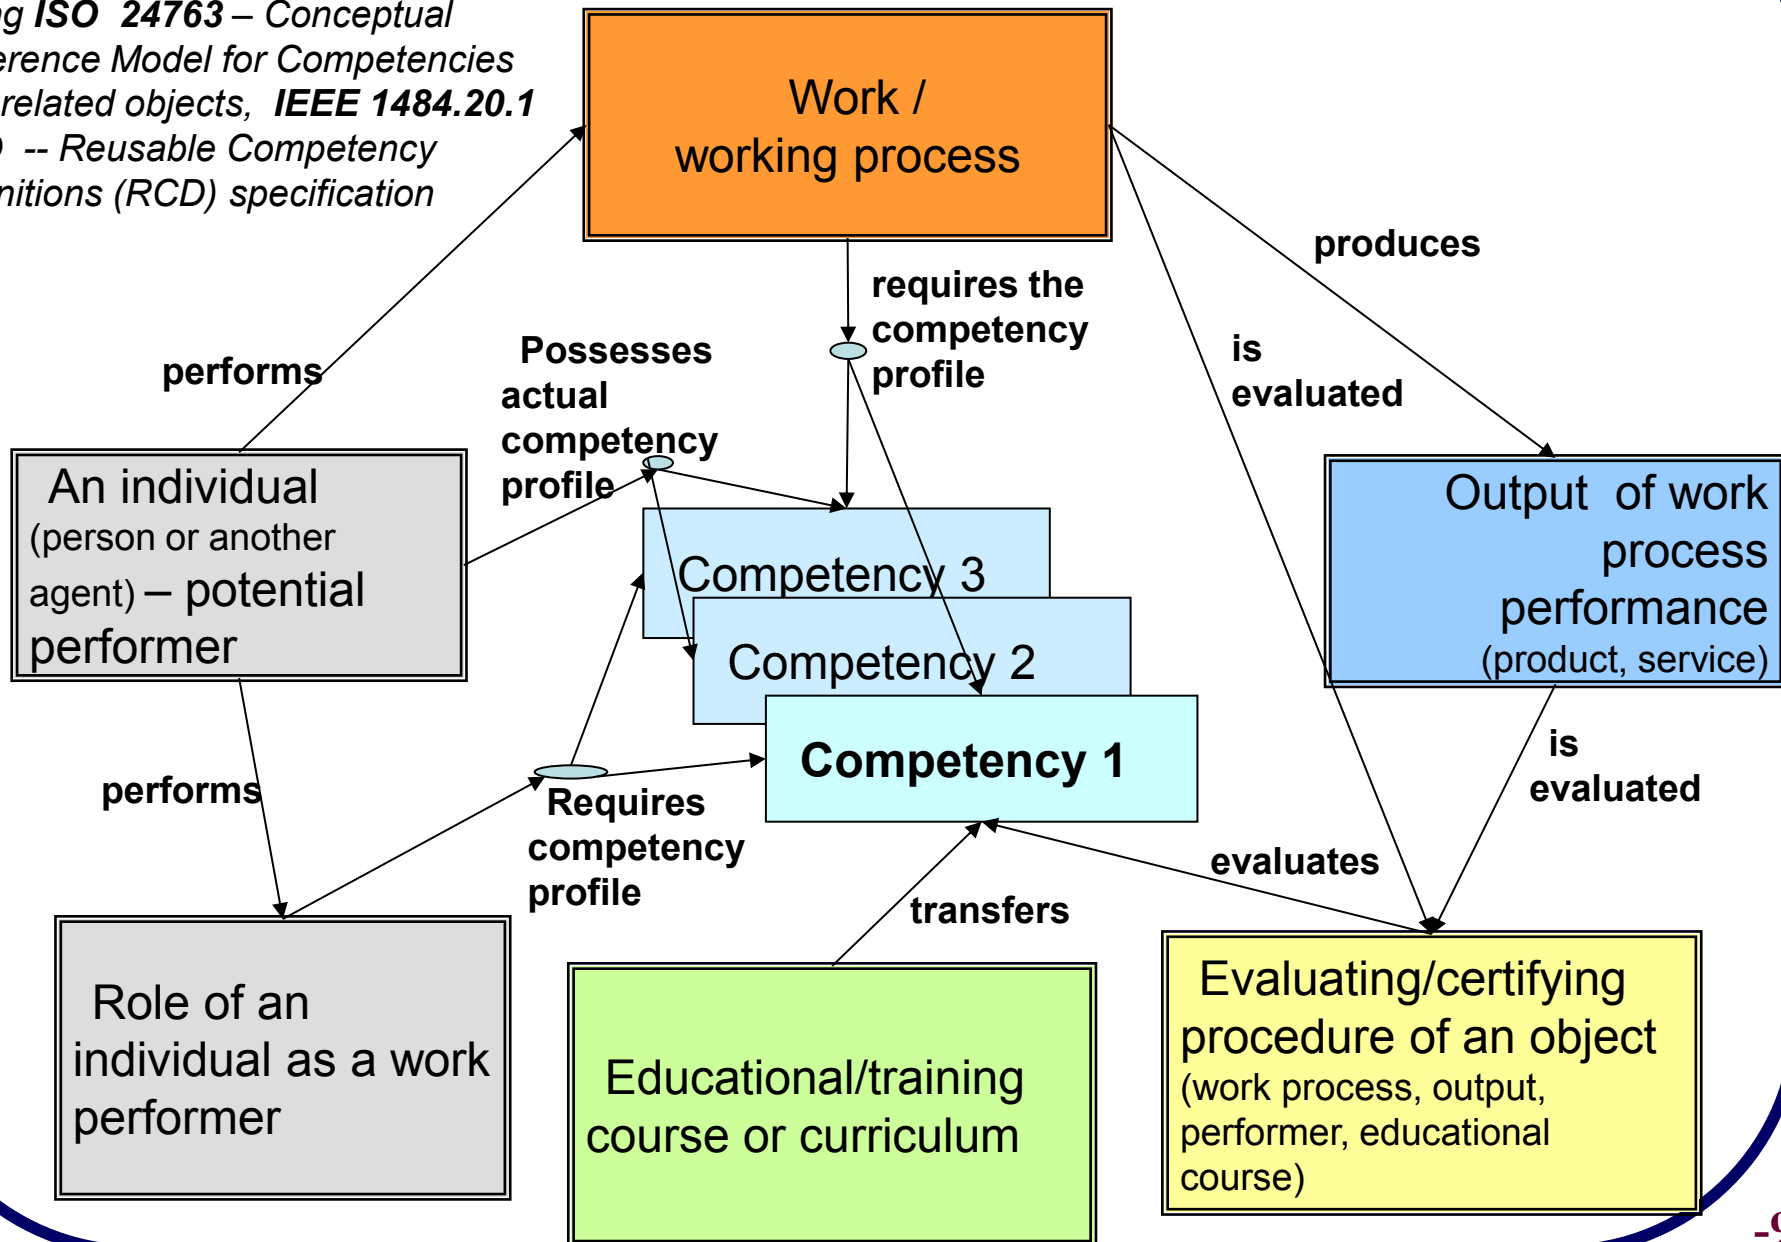 ng ISO 24763 – Conceptual
erence Model for Competencies
related objects, IEEE 1484.20.1
-- Reusable Competency
nitions (RCD) specification
Work /
working process
produces
requires the
competency
profile
is
evaluated
Possesses
actual
competency
profile
performs
An individual
(person or another
agent) – potential
performer
Output of work
process
performance
(product, service)
Competency 3
Competency 2
Competency 1
is
evaluated
performs
Requires
competency
profile
evaluates
transfers
Role of an
individual as a work
performer
Educational/training
course or curriculum
Evaluating/certifying
procedure of an object
(work process, output,
performer, educational
course)